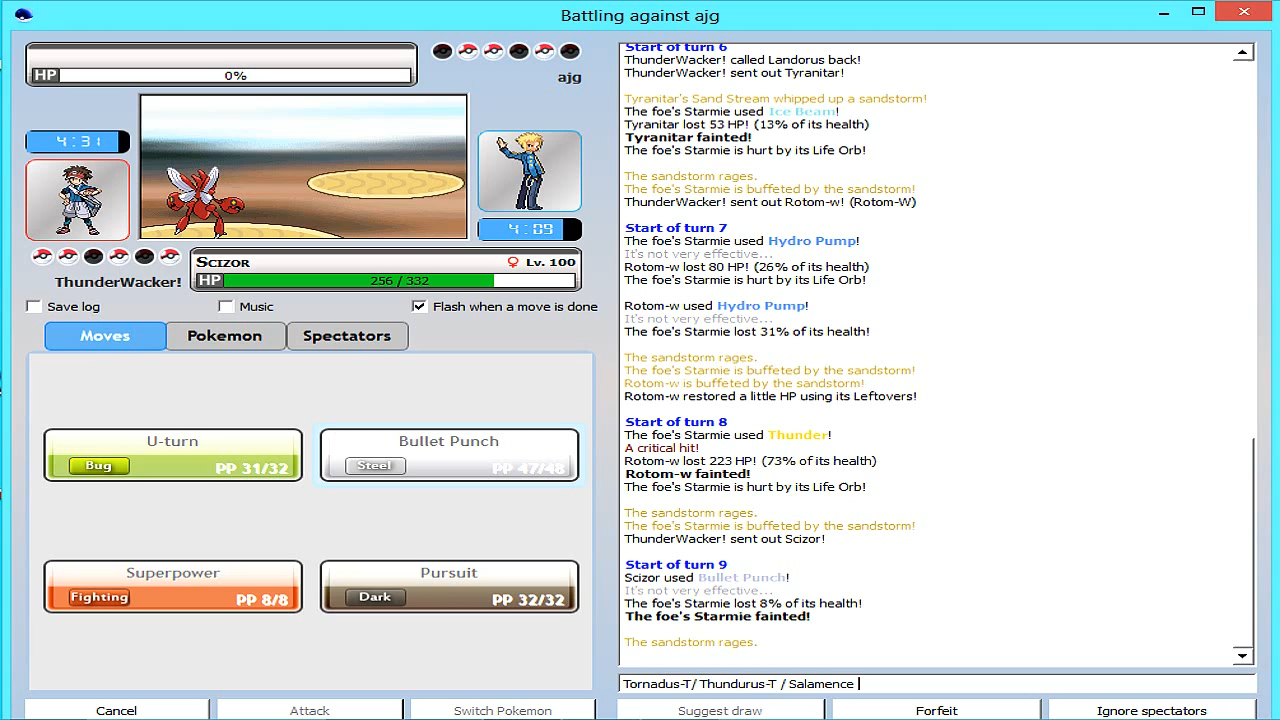 Battling against ajg
HP 0%
ajg
4:31
4:09
ThunderWacker!
SCIZOR ♀ Lv. 100
HP 256 / 332
Save log
Music
Flash when a move is done
Moves
Pokemon
Spectators
U-turn
Bug PP 31/32
Bullet Punch
Steel PP 47/48
Superpower
Fighting PP 8/8
Pursuit
Dark PP 32/32
Cancel
Attack
Switch Pokemon
Start of turn 6
ThunderWacker! called Landorus back!
ThunderWacker! sent out Tyranitar!
Tyranitar's Sand Stream whipped up a sandstorm!
The foe's Starmie used Ice Beam!
Tyranitar lost 53 HP! (13% of its health)
Tyranitar fainted!
The foe's Starmie is hurt by its Life Orb!
The sandstorm rages.
The foe's Starmie is buffeted by the sandstorm!
ThunderWacker! sent out Rotom-w! (Rotom-W)
Start of turn 7
The foe's Starmie used Hydro Pump!
It's not very effective...
Rotom-w lost 80 HP! (26% of its health)
The foe's Starmie is hurt by its Life Orb!
Rotom-w used Hydro Pump!
It's not very effective...
The foe's Starmie lost 31% of its health!
The sandstorm rages.
The foe's Starmie is buffeted by the sandstorm!
Rotom-w is buffeted by the sandstorm!
Rotom-w restored a little HP using its Leftovers!
Start of turn 8
The foe's Starmie used Thunder!
A critical hit!
Rotom-w lost 223 HP! (73% of its health)
Rotom-w fainted!
The foe's Starmie is hurt by its Life Orb!
The sandstorm rages.
The foe's Starmie is buffeted by the sandstorm!
ThunderWacker! sent out Scizor!
Start of turn 9
Scizor used Bullet Punch!
It's not very effective...
The foe's Starmie lost 8% of its health!
The foe's Starmie fainted!
The sandstorm rages.
Tornadus-T/ Thundurus-T / Salamence
Suggest draw
Forfeit
Ignore spectators